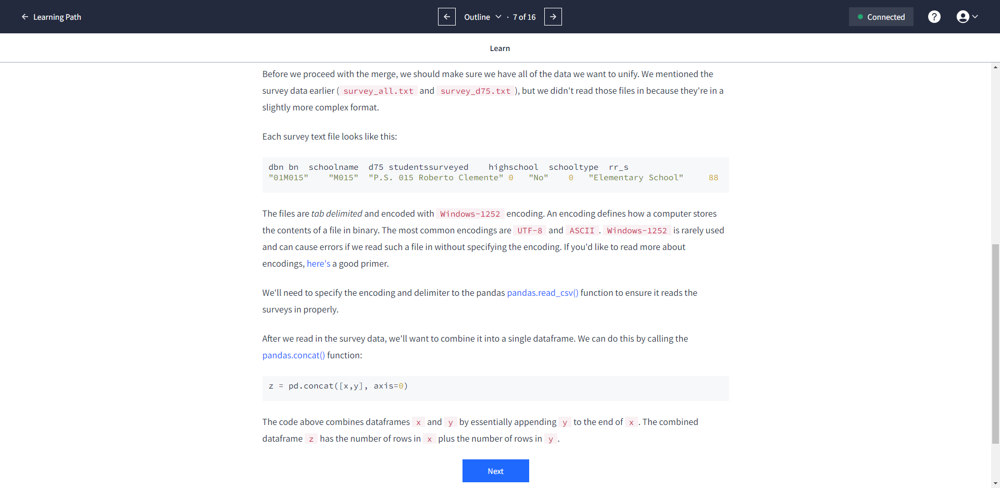 Learning Path
Outline · 7 of 16
Connected
?
Learn
Before we proceed with the merge, we should make sure we have all of the data we want to unify. We mentioned the
survey data earlier ( survey_all.txt and survey_d75.txt ), but we didn't read those files in because they're in a
slightly more complex format.
Each survey text file looks like this:
dbn bn  schoolname  d75 studentssurveyed    highschool  schooltype  rr_s
"01M015"    "M015"  "P.S. 015 Roberto Clemente" 0   "No"    0   "Elementary School"     88
The files are tab delimited and encoded with Windows-1252 encoding. An encoding defines how a computer stores
the contents of a file in binary. The most common encodings are UTF-8 and ASCII . Windows-1252 is rarely used
and can cause errors if we read such a file in without specifying the encoding. If you'd like to read more about
encodings, here's a good primer.
We'll need to specify the encoding and delimiter to the pandas pandas.read_csv() function to ensure it reads the
surveys in properly.
After we read in the survey data, we'll want to combine it into a single dataframe. We can do this by calling the
pandas.concat() function:
z = pd.concat([x,y], axis=0)
The code above combines dataframes x and y by essentially appending y to the end of x . The combined
dataframe z has the number of rows in x plus the number of rows in y .
Next